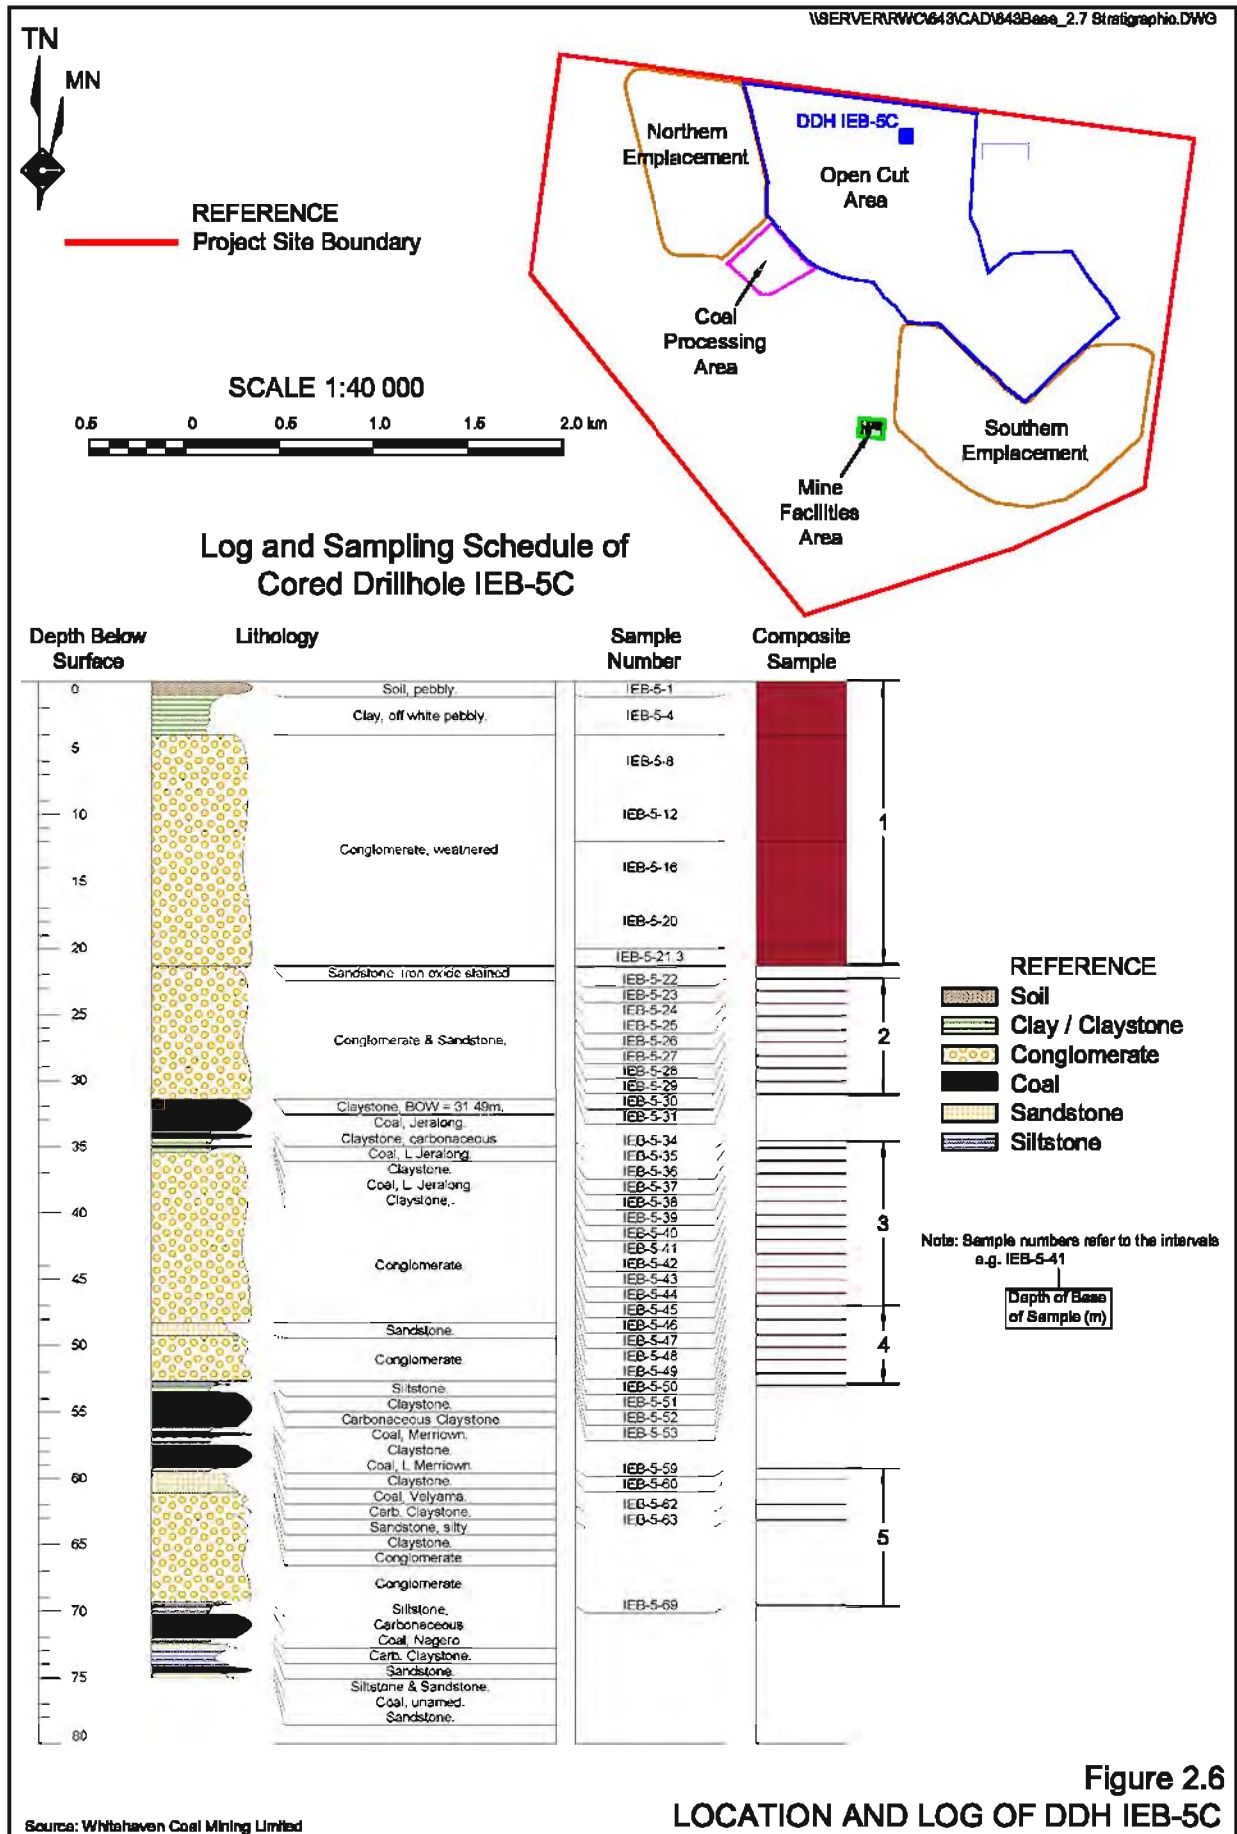 \\SERVER\RWC\643\CAD\643Base_2.7 Stratigraphic.DWG
TN
MN
REFERENCE
Project Site Boundary
SCALE 1:40 000
0.5 0 0.5 1.0 1.5 2.0 km
Northern
Emplacement
DDH IEB-5C
Open Cut
Area
Coal
Processing
Area
Southern
Emplacement
Mine
Facilities
Area
Log and Sampling Schedule of
Cored Drillhole IEB-5C
Depth Below
Surface
Lithology
Sample
Number
Composite
Sample
0
5
10
15
20
25
30
35
40
45
50
55
60
65
70
75
80
Soil, pebbly.
Clay, off white pebbly.
Conglomerate, weathered
Sandstone iron oxide stained
Conglomerate & Sandstone.
Claystone, BOW = 31 49m.
Coal, Jeralong.
Claystone, carbonaceous
Coal, L Jeralong
Claystone.
Coal, L Jeralong
Claystone,.
Conglomerate
Sandstone.
Conglomerate
Siltstone
Claystone.
Carbonaceous Claystone
Coal, Merriown.
Claystone.
Coal, L Merriown.
Claystone.
Coal, Velyama.
Carb. Claystone.
Sandstone, silty
Claystone.
Conglomerate
Conglomerate
Siltstone,
Carbonaceous
Coal, Nagero
Carb. Claystone.
Sandstone.
Siltstone & Sandstone.
Coal, unamed.
Sandstone.
IEB-5-1
IEB-5-4
IEB-5-8
IEB-5-12
IEB-5-16
IEB-5-20
IEB-5-21.3
IEB-5-22
IEB-5-23
IEB-5-24
IEB-5-25
IEB-5-26
IEB-5-27
IEB-5-28
IEB-5-29
IEB-5-30
IEB-5-31
IEB-5-34
IEB-5-35
IEB-5-36
IEB-5-37
IEB-5-38
IEB-5-39
IEB-5-40
IEB-5-41
IEB-5-42
IEB-5-43
IEB-5-44
IEB-5-45
IEB-5-46
IEB-5-47
IEB-5-48
IEB-5-49
IEB-5-50
IEB-5-51
IEB-5-52
IEB-5-53
IEB-5-59
IEB-5-60
IEB-5-62
IEB-5-63
IEB-5-69
1
2
3
4
5
REFERENCE
Soil
Clay / Claystone
Conglomerate
Coal
Sandstone
Siltstone
Note: Sample numbers refer to the intervals
e.g. IEB-5-41
Depth of Base
of Sample (m)
Figure 2.6
LOCATION AND LOG OF DDH IEB-5C
Source: Whitehaven Coal Mining Limited